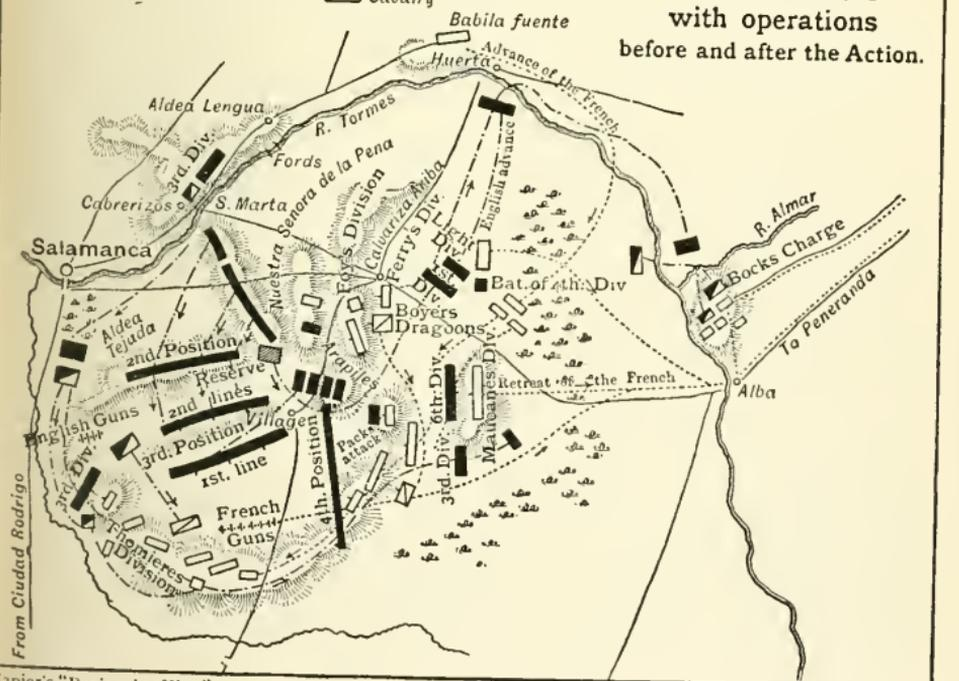 Cavalry
Babila fuente
with operations
before and after the Action.
Huerta
Advance of the French
Aldea Lengua
R. Tormes
3rd. Div.
Fords
Nuestra Senora de la Pena
Cabrerizos
S. Marta
Foy's Division
Calvariza Ariba
Ferry's Div.
Light
Div.
English advance
R. Almar
Salamanca
1st.
Div.
Bat. of 4th. Div
Bocks Charge
Boyers
Dragoons
To Peneranda
Aldea
Tejada
2nd. Position
Arapiles
Reserve
6th. Div.
Maucunes Div.
Retreat of the French
Alba
2nd. lines
Village
English Guns
3rd. Position
Packs
attack
1st. line
4th. Position
3rd. Div.
3rd. Div.
French
Guns
Thomieres
Division
From Ciudad Rodrigo